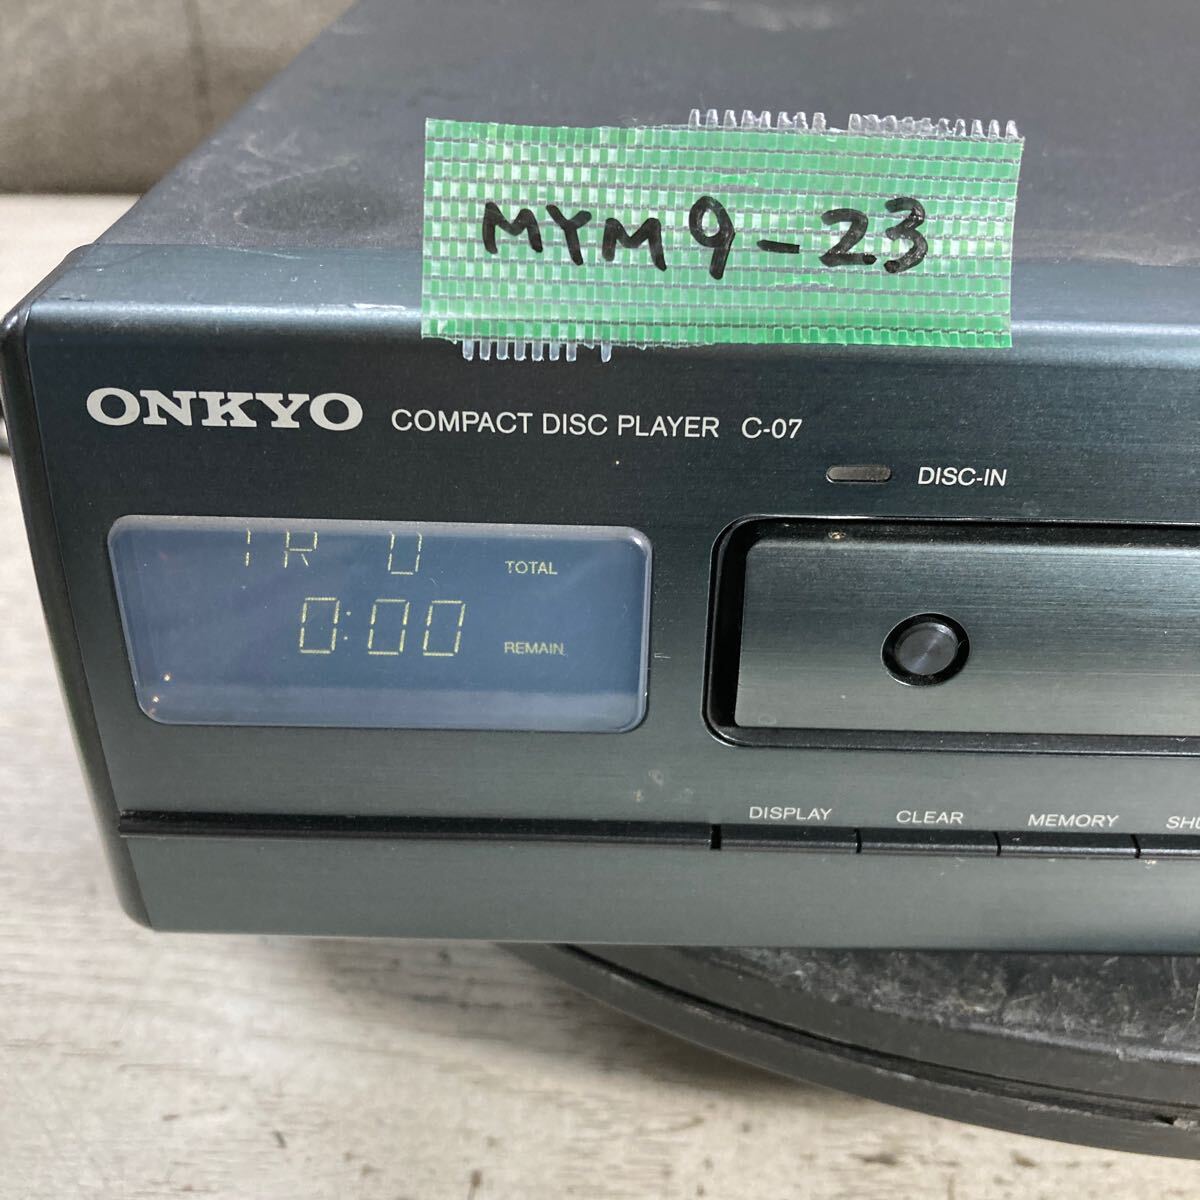 MYM9-23
ONKYO COMPACT DISC PLAYER C-07
DISC-IN
TR 0 TOTAL
0:00 REMAIN
DISPLAY CLEAR MEMORY